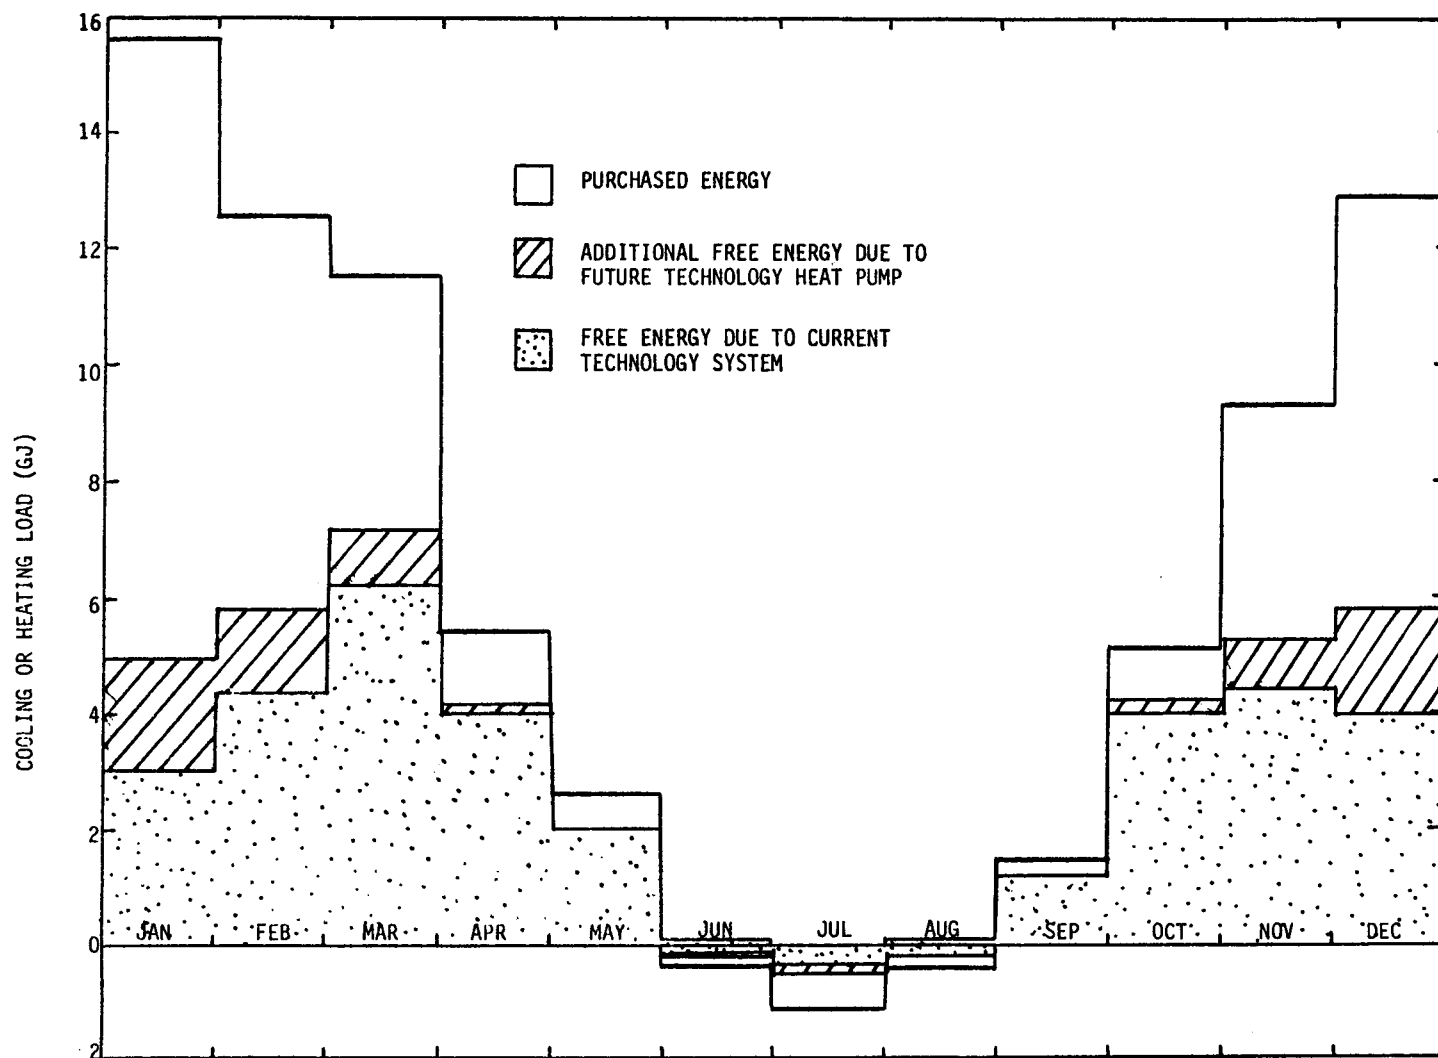 16
14
12
10
8
6
4
2
0
2
COOLING OR HEATING LOAD (GJ)
PURCHASED ENERGY
ADDITIONAL FREE ENERGY DUE TO
FUTURE TECHNOLOGY HEAT PUMP
FREE ENERGY DUE TO CURRENT
TECHNOLOGY SYSTEM
JAN FEB MAR APR MAY JUN JUL AUG SEP OCT NOV DEC